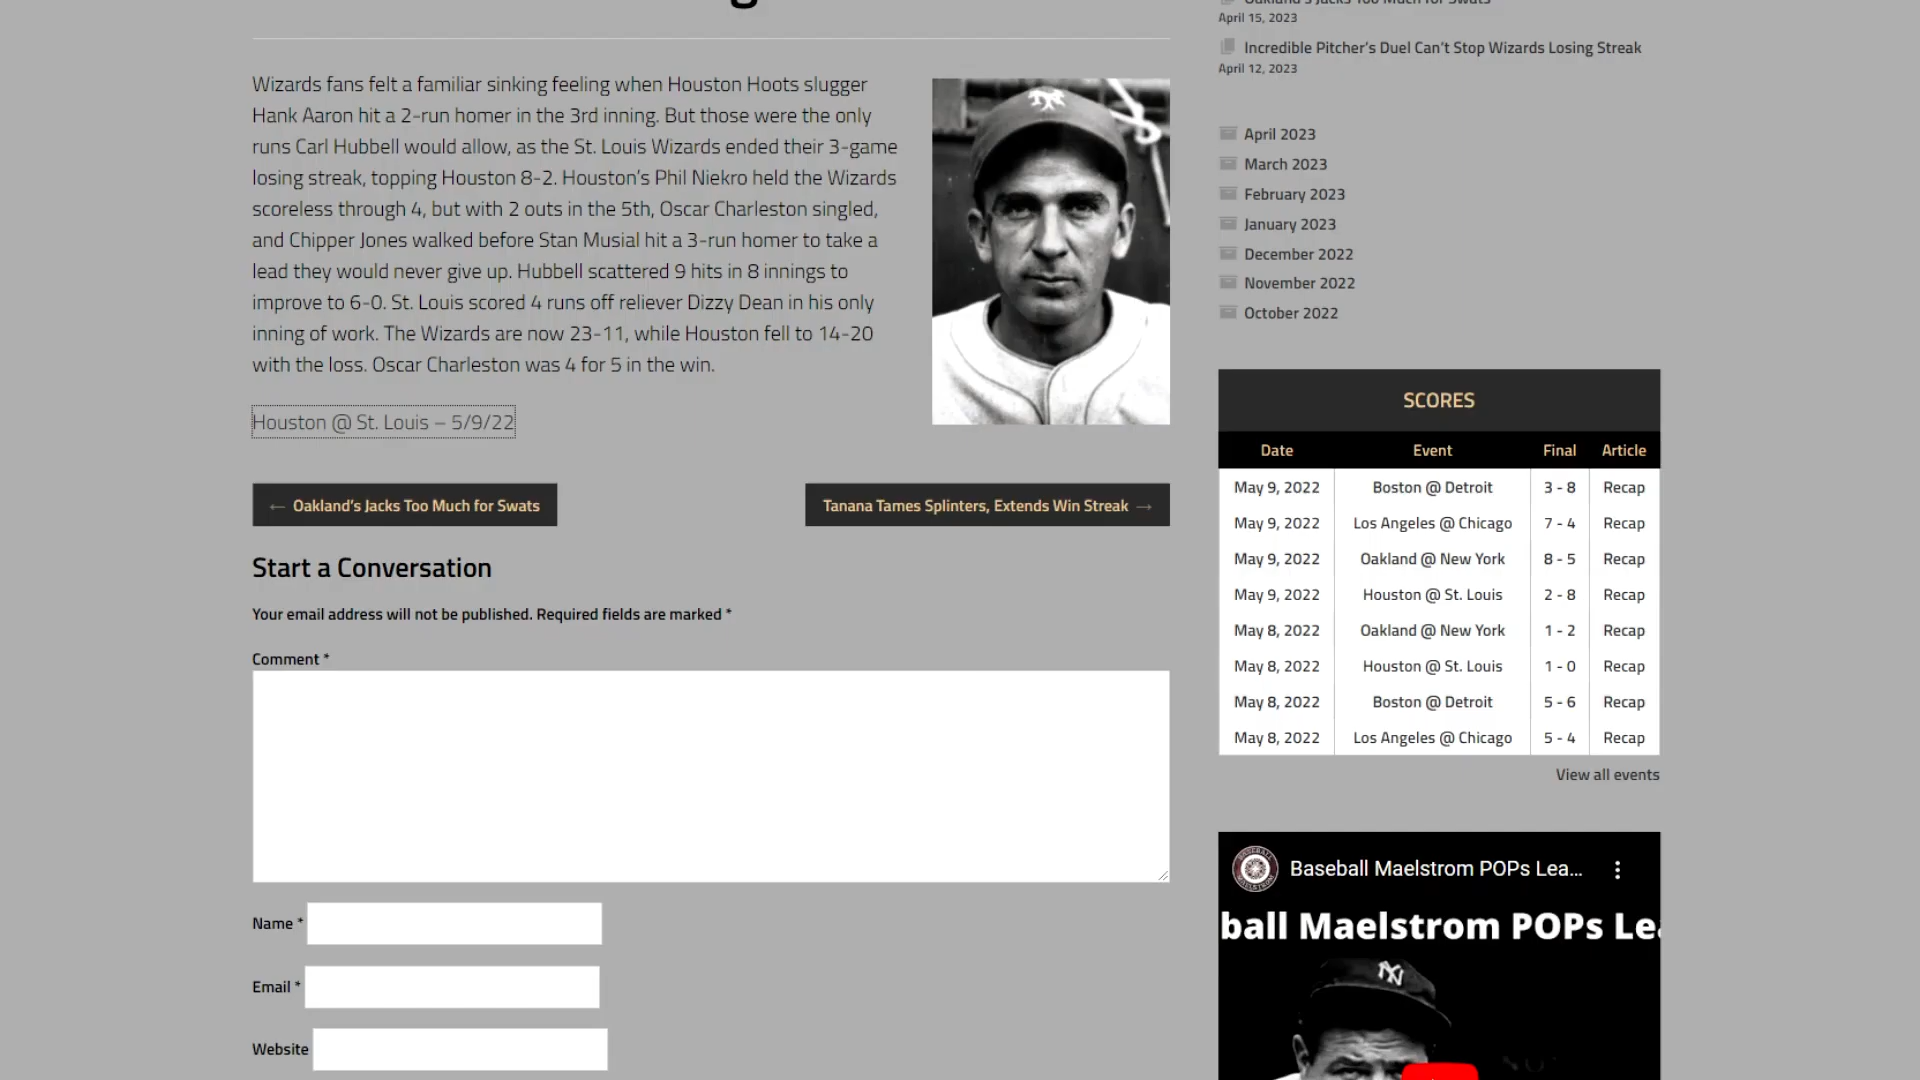 Wizards fans felt a familiar sinking feeling when Houston Hoots slugger
Hank Aaron hit a 2-run homer in the 3rd inning. But those were the only
runs Carl Hubbell would allow, as the St. Louis Wizards ended their 3-game
losing streak, topping Houston 8-2. Houston's Phil Niekro held the Wizards
scoreless through 4, but with 2 outs in the 5th, Oscar Charleston singled,
and Chipper Jones walked before Stan Musial hit a 3-run homer to take a
lead they would never give up. Hubbell scattered 9 hits in 8 innings to
improve to 6-0. St. Louis scored 4 runs off reliever Dizzy Dean in his only
inning of work. The Wizards are now 23-11, while Houston fell to 14-20
with the loss. Oscar Charleston was 4 for 5 in the win.
Houston @ St. Louis – 5/9/22
← Oakland's Jacks Too Much for Swats
Tanana Tames Splinters, Extends Win Streak →
Start a Conversation
Your email address will not be published. Required fields are marked *
Comment *
Name *
Email *
Website
Oakland's Jacks Too Much for Swats
April 15, 2023
Incredible Pitcher's Duel Can't Stop Wizards Losing Streak
April 12, 2023
April 2023
March 2023
February 2023
January 2023
December 2022
November 2022
October 2022
SCORES
Date Event Final Article
May 9, 2022 Boston @ Detroit 3 - 8 Recap
May 9, 2022 Los Angeles @ Chicago 7 - 4 Recap
May 9, 2022 Oakland @ New York 8 - 5 Recap
May 9, 2022 Houston @ St. Louis 2 - 8 Recap
May 8, 2022 Oakland @ New York 1 - 2 Recap
May 8, 2022 Houston @ St. Louis 1 - 0 Recap
May 8, 2022 Boston @ Detroit 5 - 6 Recap
May 8, 2022 Los Angeles @ Chicago 5 - 4 Recap
View all events
BASEBALL MAELSTROM
Baseball Maelstrom POPs Lea...
ball Maelstrom POPs Le
NY